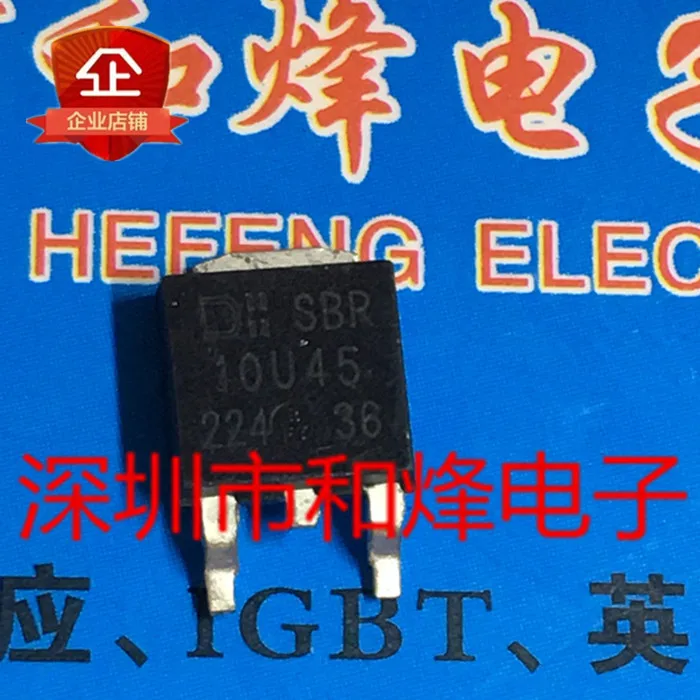 企
企业店铺
和烽电子
HEFENG ELEC
SBR
10U45
224 36
深圳市和烽电子
应、IGBT、英